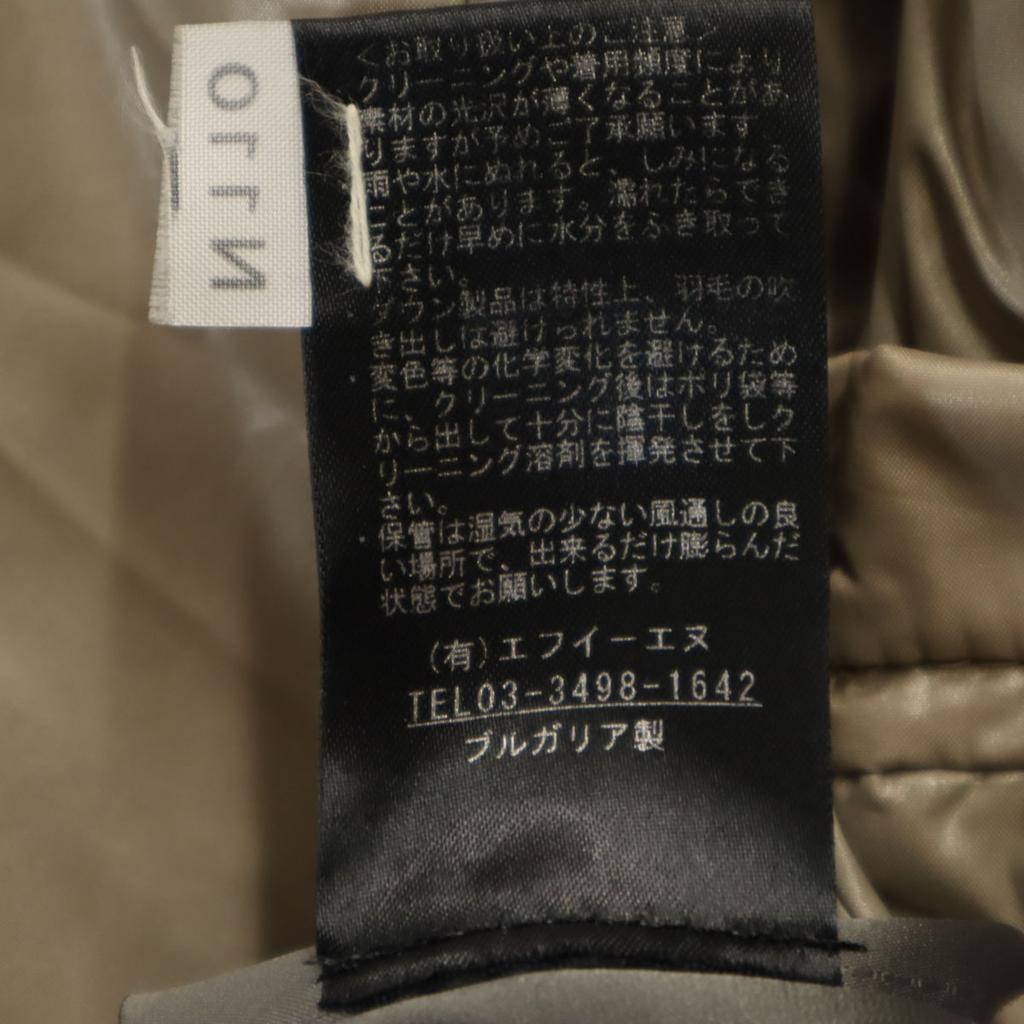 <お取り扱い上のご注意>
クリーニングや着用頻度により
素材の光沢が薄くなることがあ
りますが予めご了承願います。
雨や水にぬれると、しみになる
ことがあります。濡れたらでき
るだけ早めに水分をふき取って
下さい。
ダウン製品は特性上、羽毛の吹
き出しは避けられません。
・変色等の化学変化を避けるため
に、クリーニング後はポリ袋等
から出して十分に陰干しをしク
リーニング溶剤を揮発させて下
さい。
・保管は湿気の少ない風通しの良
い場所で、出来るだけ膨らんだ
状態でお願いします。
(有)エフイーエヌ
TEL03-3498-1642
ブルガリア製